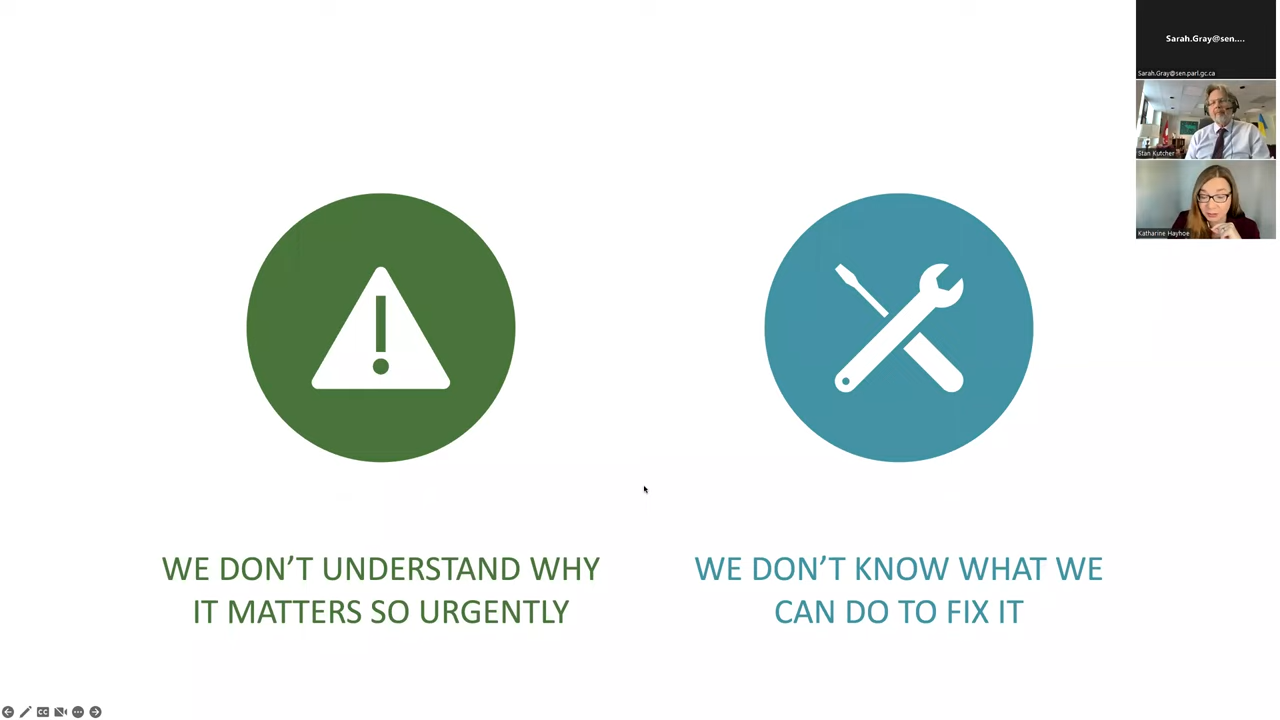 Sarah.Gray@sen....
Sarah.Gray@sen.parl.gc.ca
Stan Kutcher
Katharine Hayhoe
WE DON’T UNDERSTAND WHY
IT MATTERS SO URGENTLY
WE DON’T KNOW WHAT WE
CAN DO TO FIX IT
CC